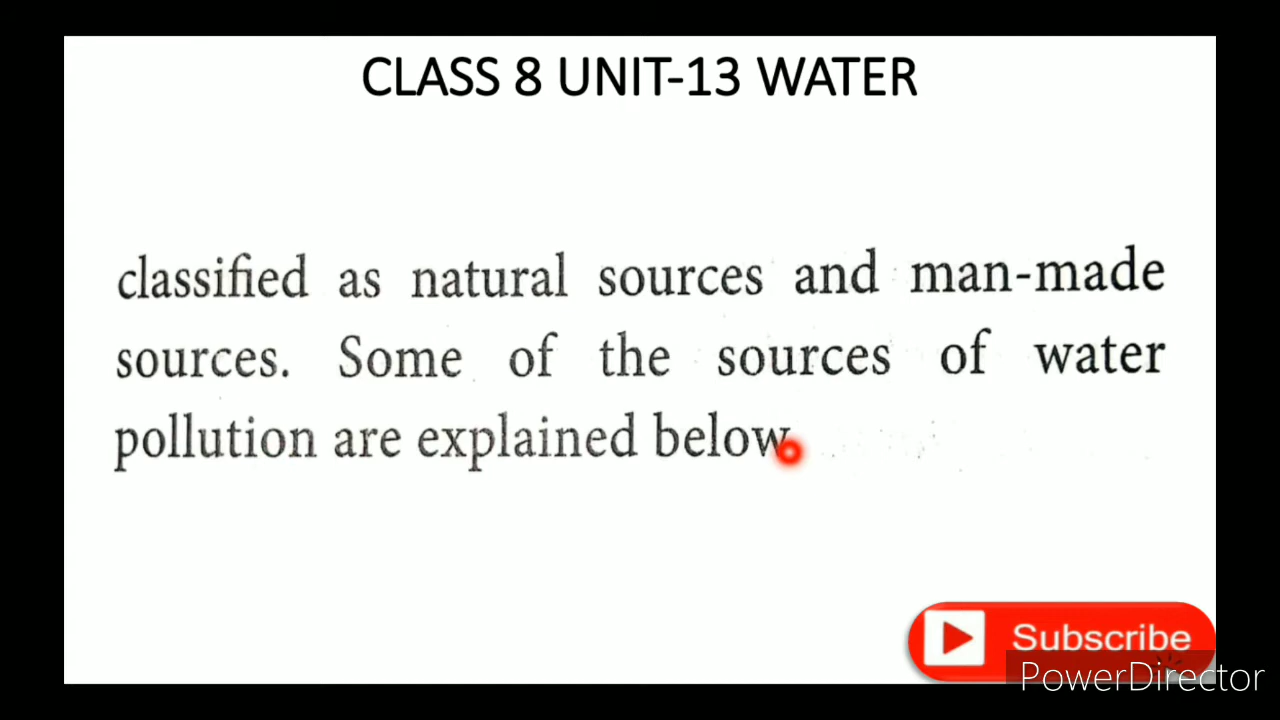 CLASS 8 UNIT-13 WATER
classified as natural sources and man-made
sources. Some of the sources of water
pollution are explained below.
Subscribe
PowerDirector